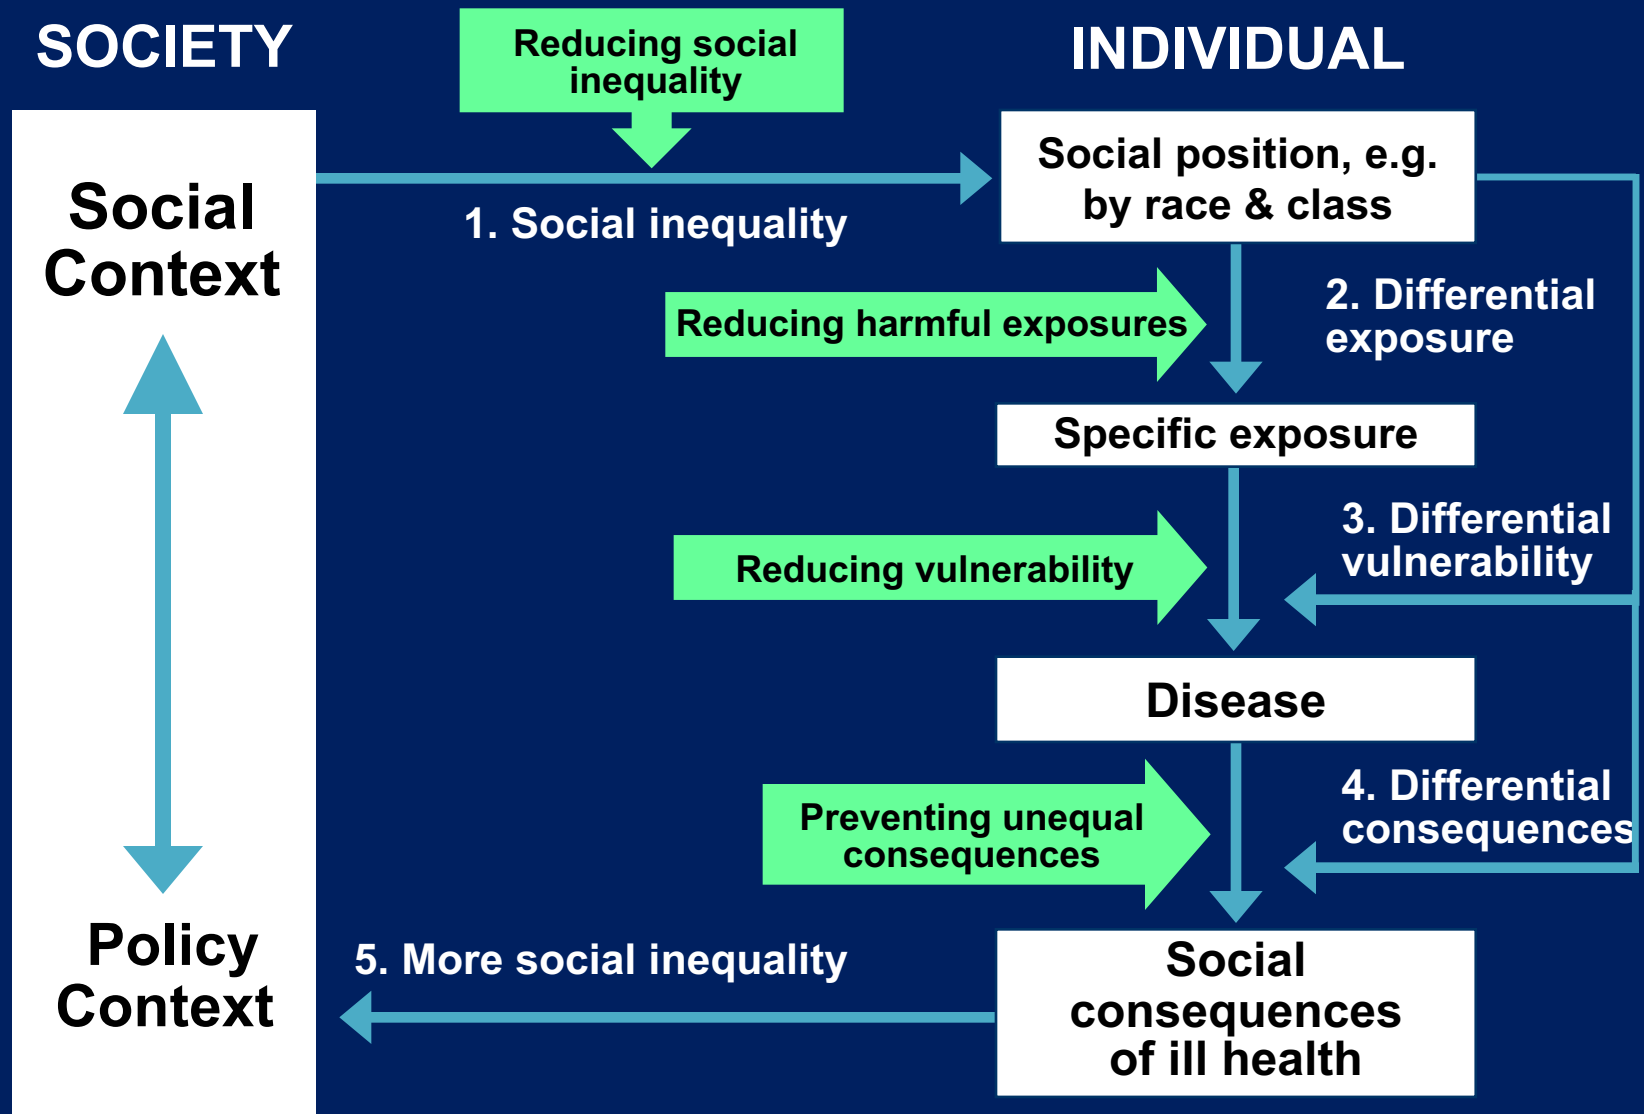 SOCIETY
Reducing social
inequality
INDIVIDUAL
Social
Context
1. Social inequality
Social position, e.g.
by race & class
Reducing harmful exposures
2. Differential
exposure
Specific exposure
Reducing vulnerability
3. Differential
vulnerability
Disease
Preventing unequal
consequences
4. Differential
consequences
Policy
Context
5. More social inequality
Social
consequences
of ill health